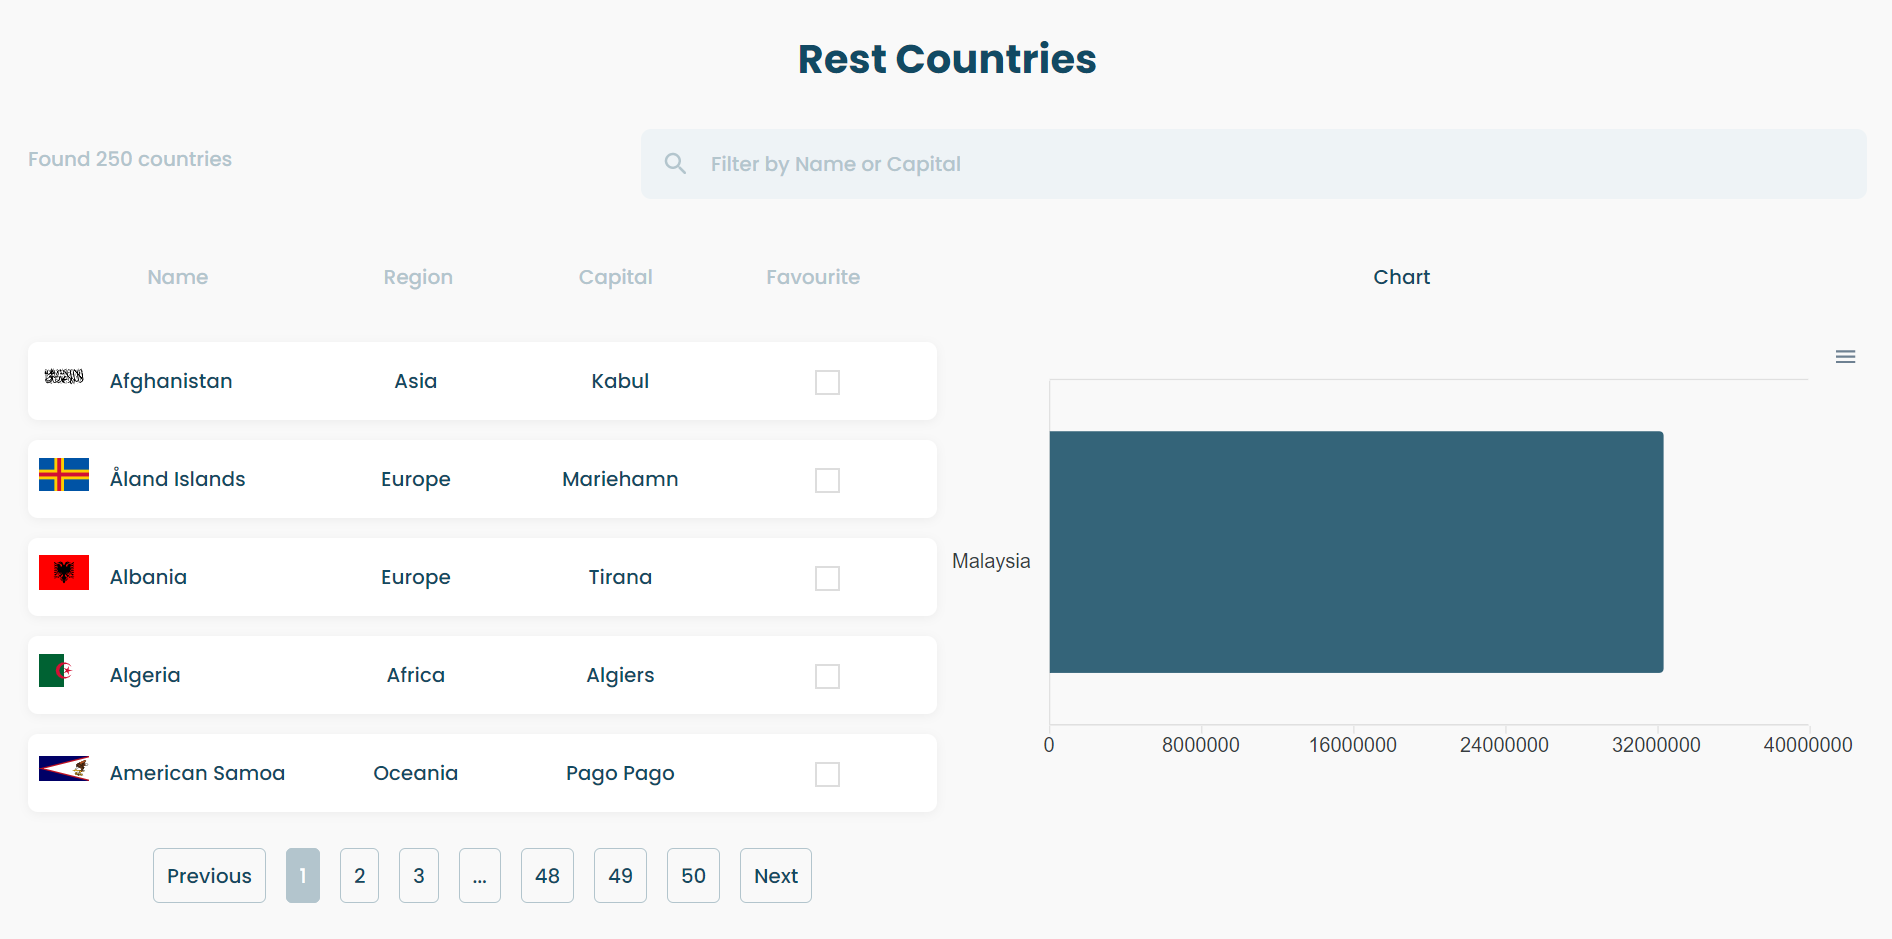 Rest Countries
Found 250 countries
Filter by Name or Capital
Name Region Capital Favourite
Afghanistan Asia Kabul
Åland Islands Europe Mariehamn
Albania Europe Tirana
Algeria Africa Algiers
American Samoa Oceania Pago Pago
Previous 1 2 3 ... 48 49 50 Next
Chart
Malaysia
0 8000000 16000000 24000000 32000000 40000000